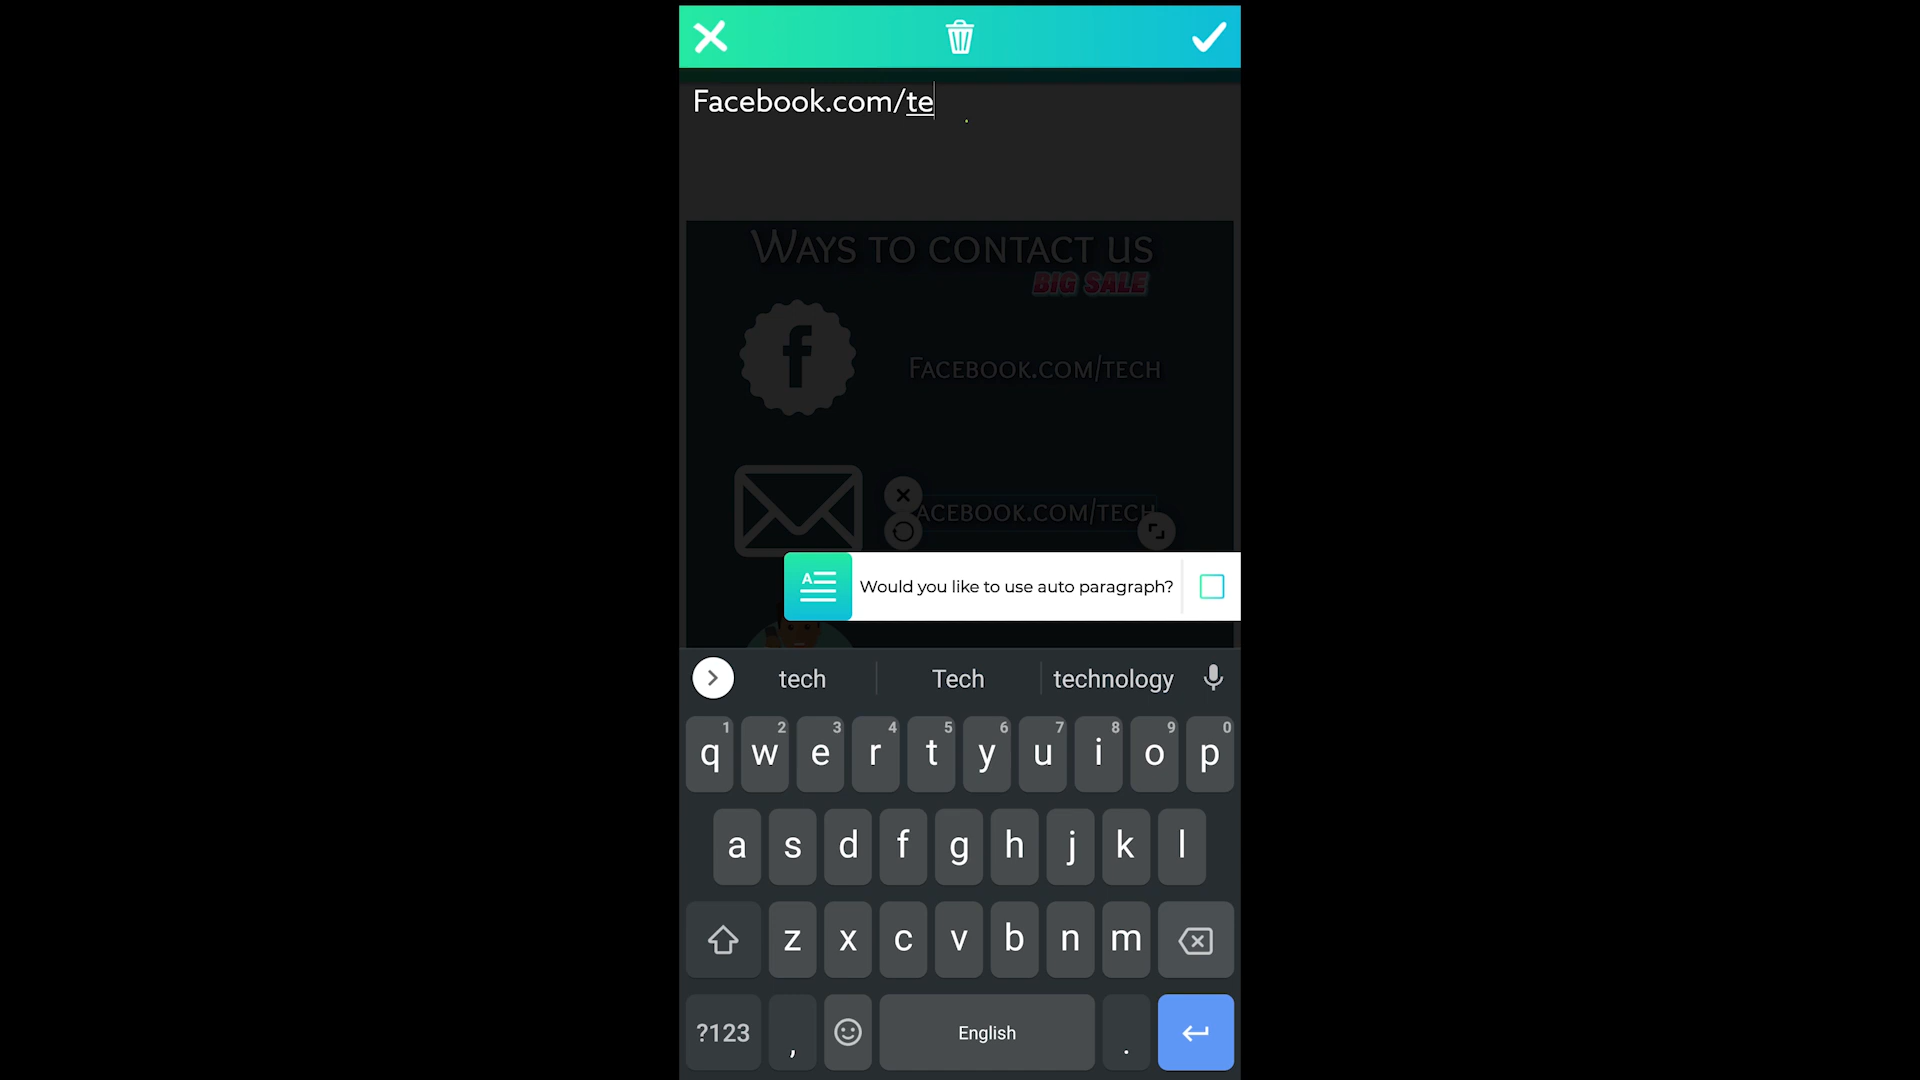 Facebook.com/te
Ways to contact us
BIG SALE
f
Facebook.com/tech
acebook.com/tech
Would you like to use auto paragraph?
tech Tech technology
1 2 3 4 5 6 7 8 9 0
q w e r t y u i o p
a s d f g h j k l
z x c v b n m
?123 , English .